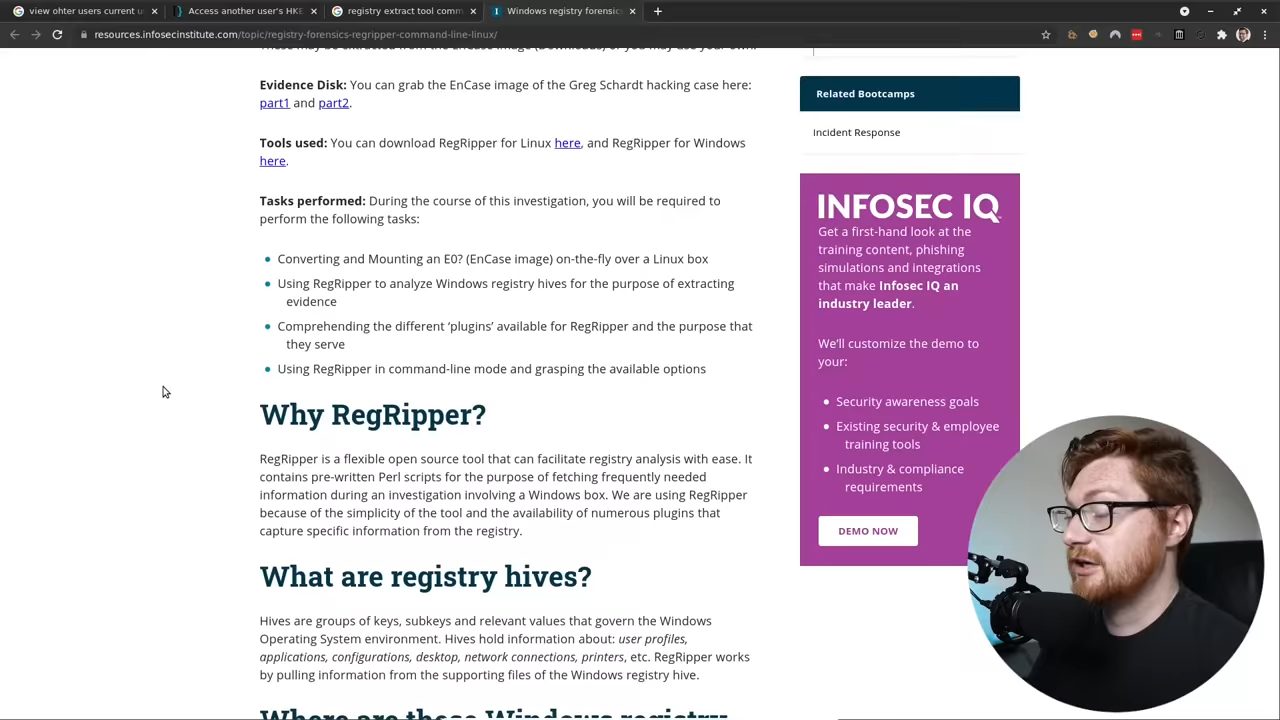 view ohter users current u
Access another user's HKE
registry extract tool comm
Windows registry forensic
resources.infosecinstitute.com/topic/registry-forensics-regripper-command-line-linux/
These may be extracted from the EnCase image (Downloads) or you may use your own.
Evidence Disk: You can grab the EnCase image of the Greg Schardt hacking case here:
part1 and part2.
Tools used: You can download RegRipper for Linux here, and RegRipper for Windows
here.
Tasks performed: During the course of this investigation, you will be required to
perform the following tasks:
Converting and Mounting an E0? (EnCase image) on-the-fly over a Linux box
Using RegRipper to analyze Windows registry hives for the purpose of extracting
evidence
Comprehending the different ‘plugins’ available for RegRipper and the purpose that
they serve
Using RegRipper in command-line mode and grasping the available options
Why RegRipper?
RegRipper is a flexible open source tool that can facilitate registry analysis with ease. It
contains pre-written Perl scripts for the purpose of fetching frequently needed
information during an investigation involving a Windows box. We are using RegRipper
because of the simplicity of the tool and the availability of numerous plugins that
capture specific information from the registry.
What are registry hives?
Hives are groups of keys, subkeys and relevant values that govern the Windows
Operating System environment. Hives hold information about: user profiles,
applications, configurations, desktop, network connections, printers, etc. RegRipper works
by pulling information from the supporting files of the Windows registry hive.
Where are these Windows registry
Related Bootcamps
Incident Response
INFOSEC IQ
Get a first-hand look at the
training content, phishing
simulations and integrations
that make Infosec IQ an
industry leader.
We'll customize the demo to
your:
Security awareness goals
Existing security & employee
training tools
Industry & compliance
requirements
DEMO NOW